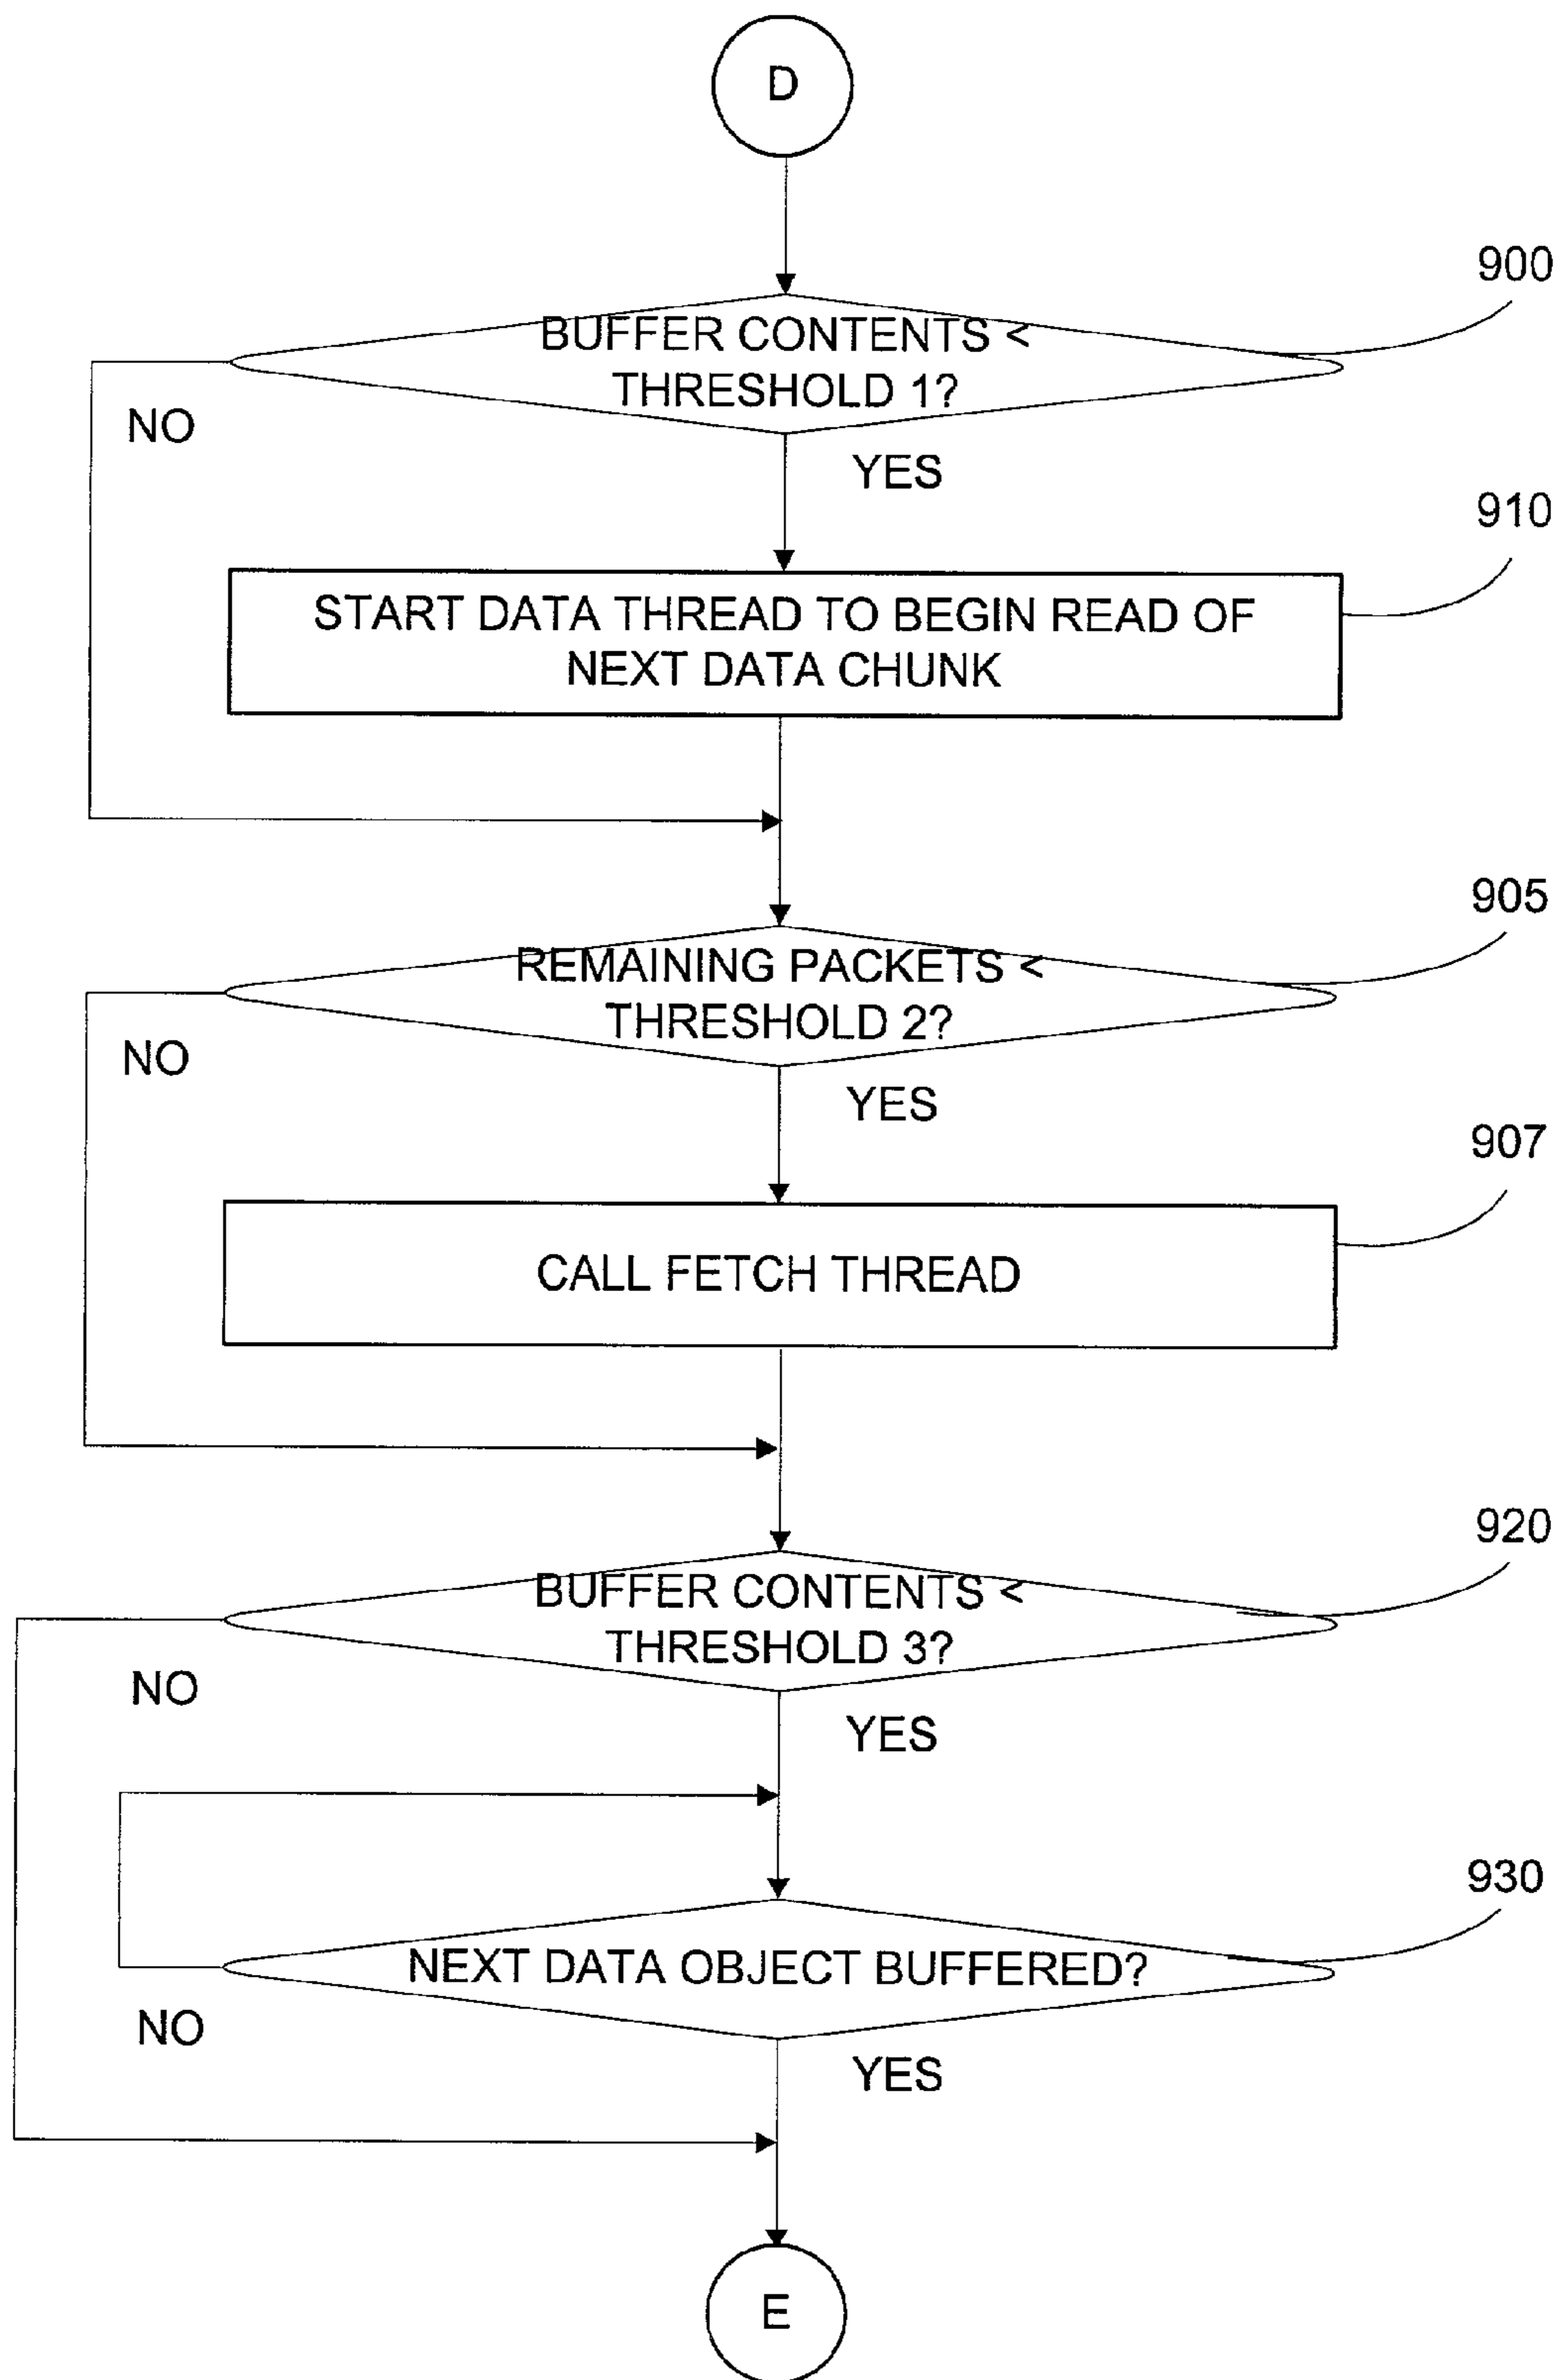 D
900
BUFFER CONTENTS <
THRESHOLD 1?
NO
YES
910
START DATA THREAD TO BEGIN READ OF
NEXT DATA CHUNK
905
REMAINING PACKETS <
THRESHOLD 2?
NO
YES
907
CALL FETCH THREAD
920
BUFFER CONTENTS <
THRESHOLD 3?
NO
YES
930
NEXT DATA OBJECT BUFFERED?
NO
YES
E